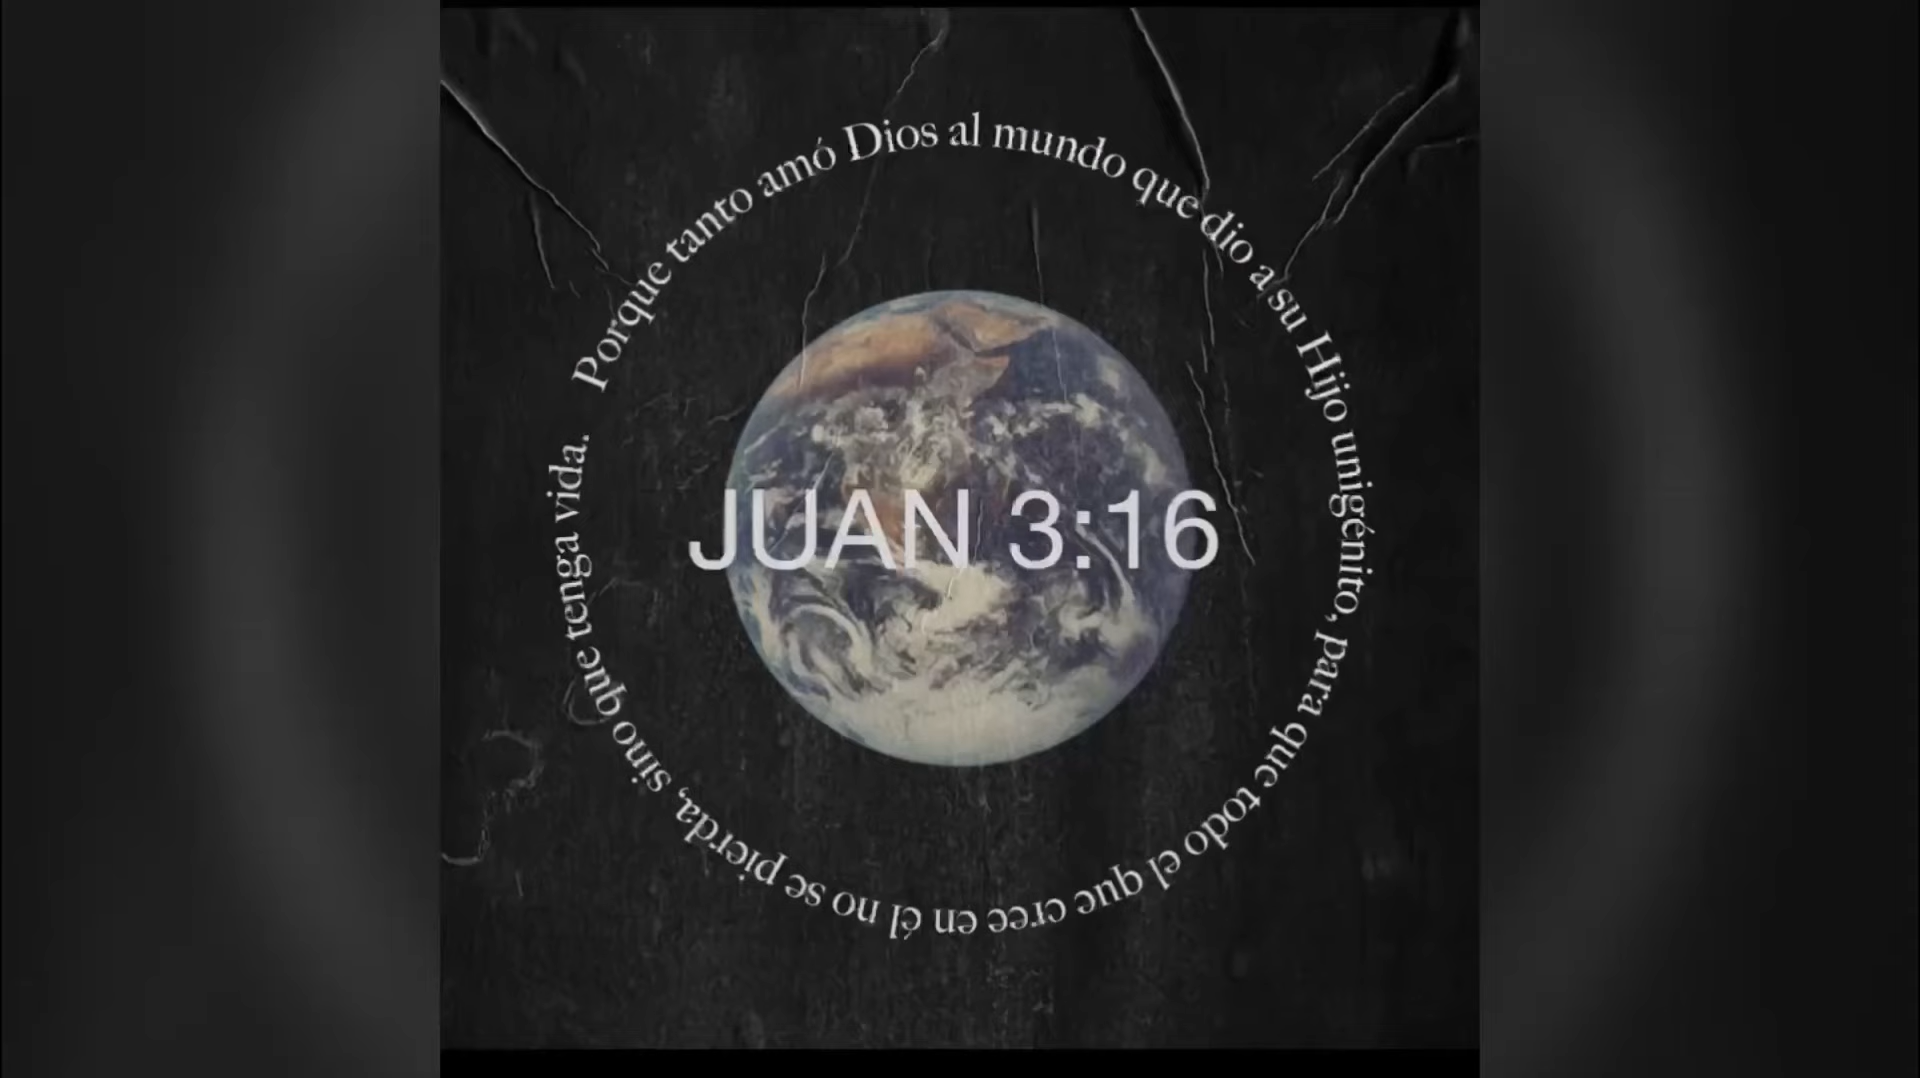 Porque tanto amó Dios al mundo que dio a su Hijo unigénito, para que todo el que cree en él no se pierda, sino que tenga vida.
JUAN 3:16